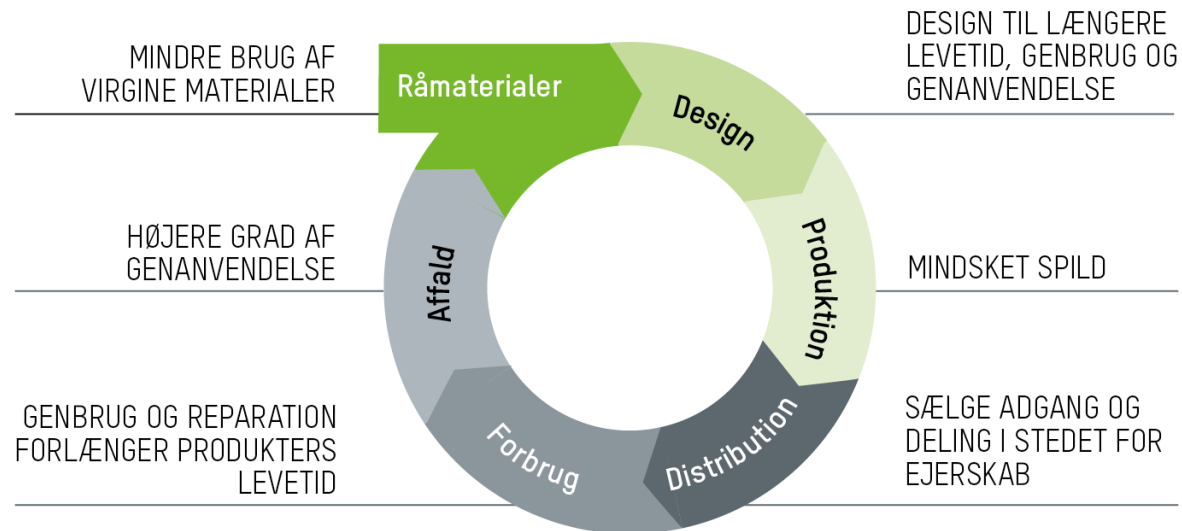 MINDRE BRUG AF
VIRGINE MATERIALER
Råmaterialer
DESIGN TIL LÆNGERE
LEVETID, GENBRUG OG
GENANVENDELSE
Design
HØJERE GRAD AF
GENANVENDELSE
Affald
Produktion
MINDSKET SPILD
GENBRUG OG REPARATION
FORLÆNGER PRODUKTERS
LEVETID
Forbrug
Distribution
SÆLGE ADGANG OG
DELING I STEDET FOR
EJERSKAB